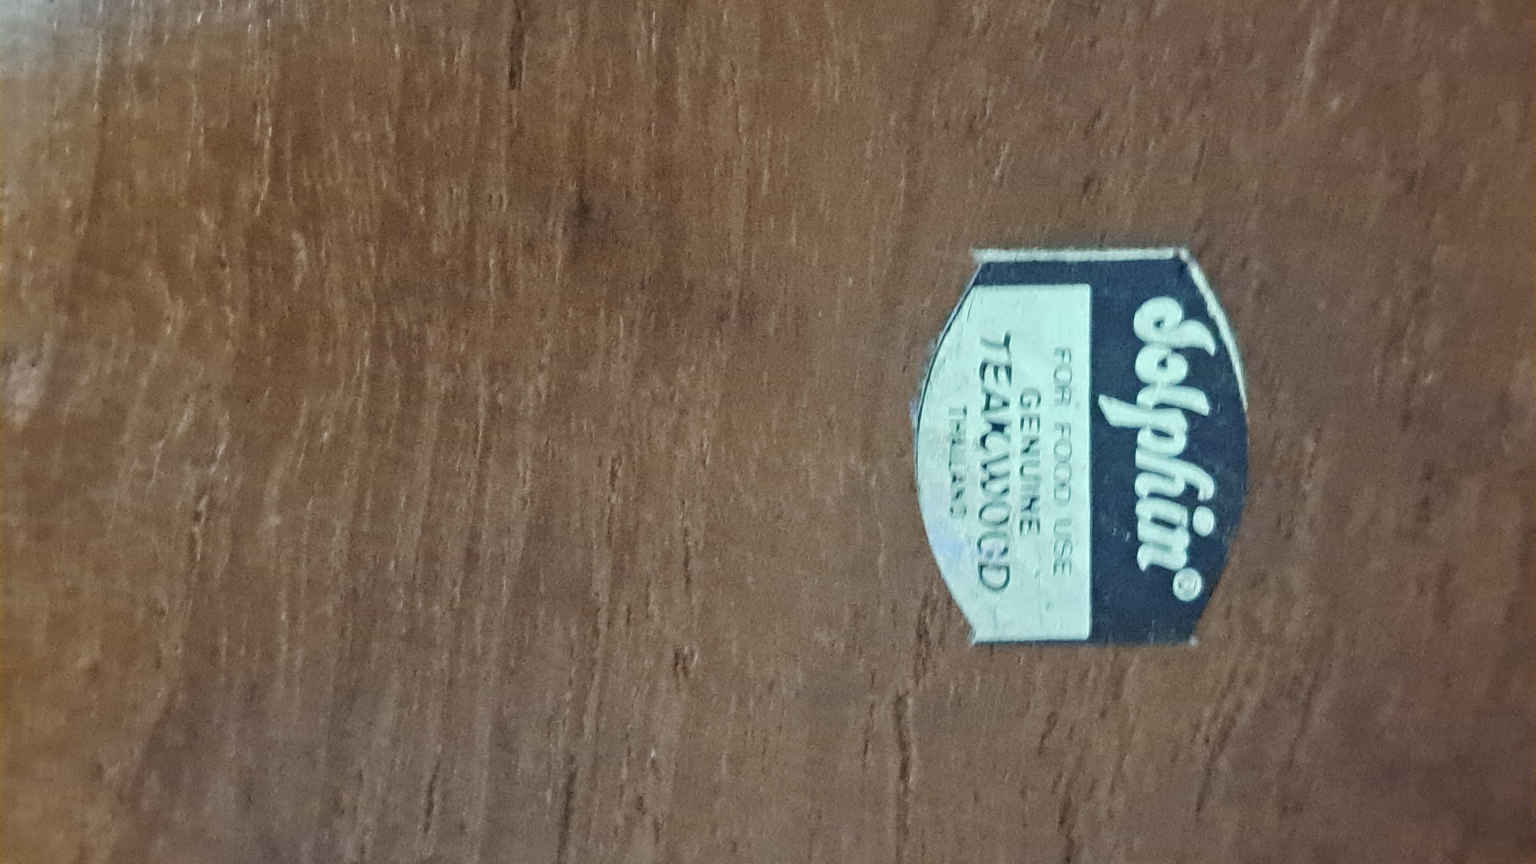 Dolphin®
FOR FOOD USE
GENUINE
TEAKWOOD
THAILAND